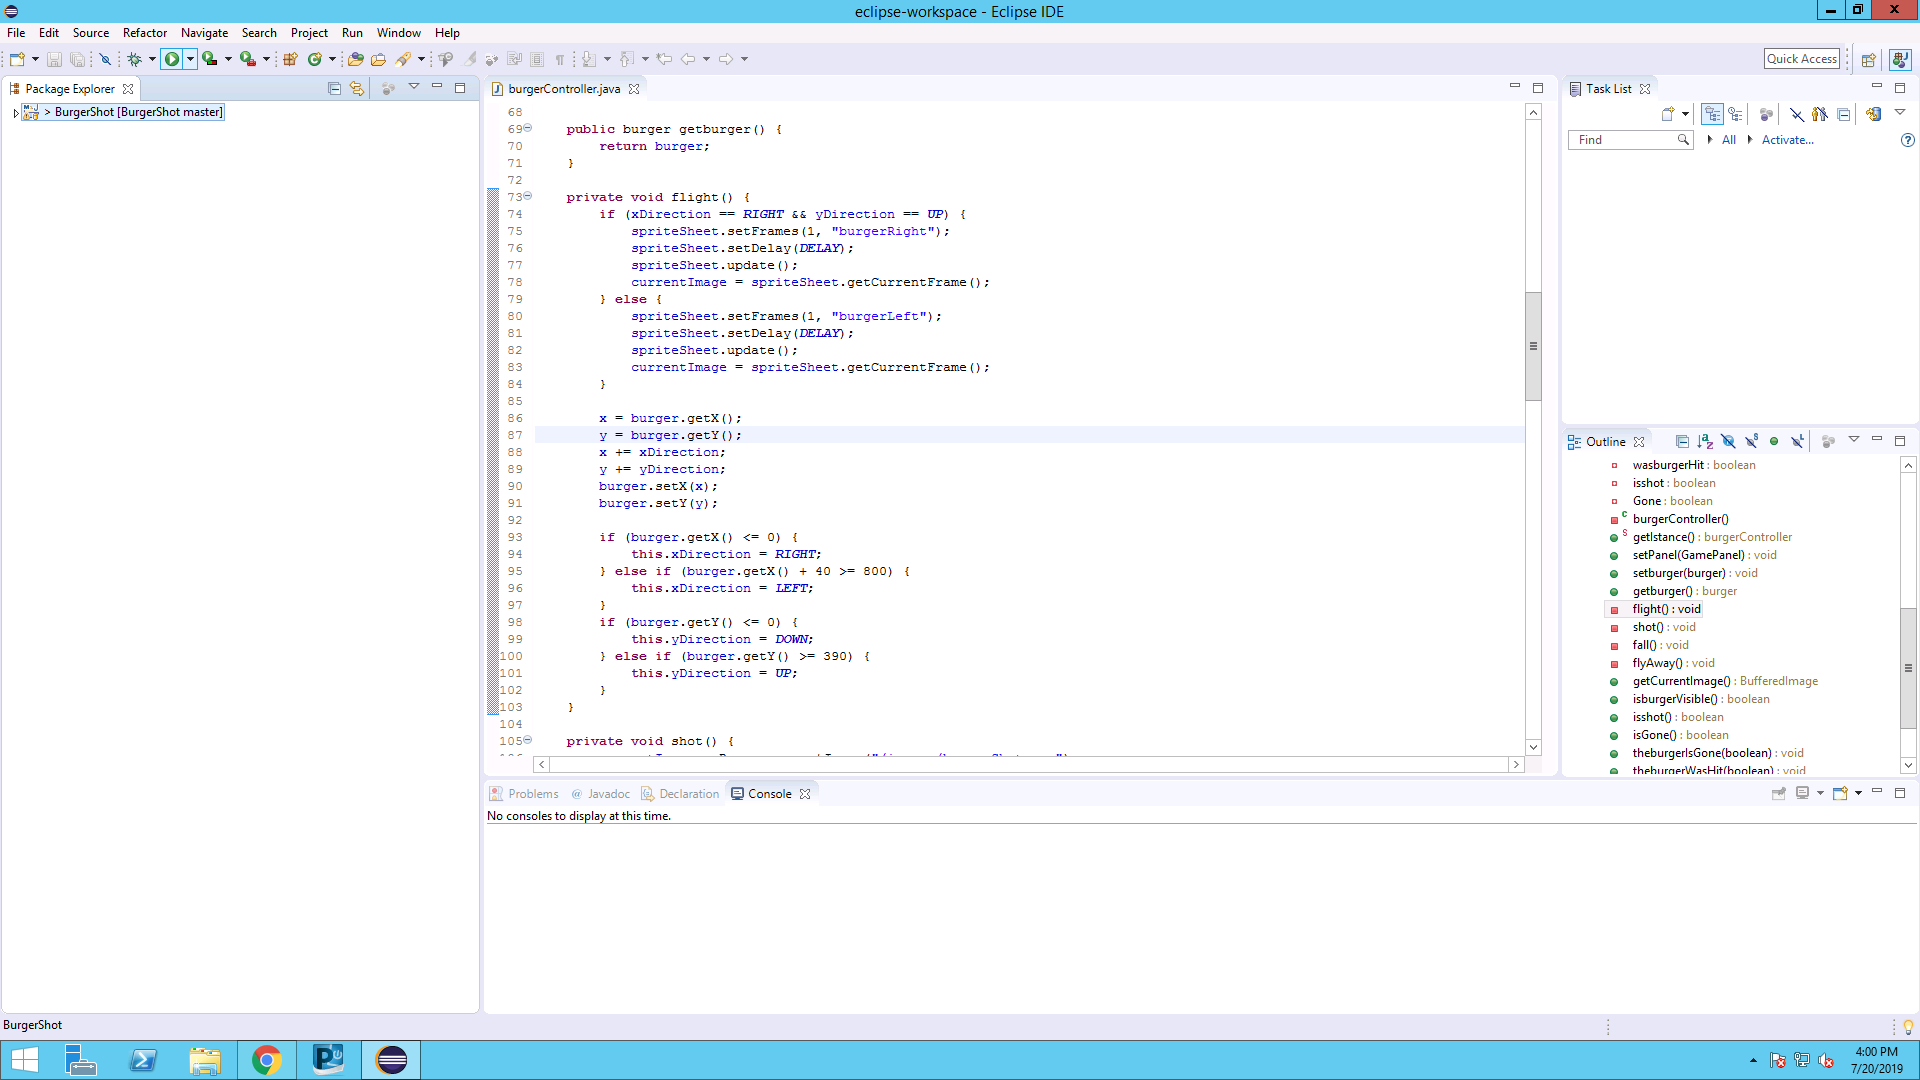 eclipse-workspace - Eclipse IDE
File Edit Source Refactor Navigate Search Project Run Window Help
Quick Access
Package Explorer
> BurgerShot [BurgerShot master]
burgerController.java
68
69 public burger getburger() {
70 return burger;
71 }
72
73 private void flight() {
74 if (xDirection == RIGHT && yDirection == UP) {
75 spriteSheet.setFrames(1, "burgerRight");
76 spriteSheet.setDelay(DELAY);
77 spriteSheet.update();
78 currentImage = spriteSheet.getCurrentFrame();
79 } else {
80 spriteSheet.setFrames(1, "burgerLeft");
81 spriteSheet.setDelay(DELAY);
82 spriteSheet.update();
83 currentImage = spriteSheet.getCurrentFrame();
84 }
85
86 x = burger.getX();
87 y = burger.getY();
88 x += xDirection;
89 y += yDirection;
90 burger.setX(x);
91 burger.setY(y);
92
93 if (burger.getX() <= 0) {
94 this.xDirection = RIGHT;
95 } else if (burger.getX() + 40 >= 800) {
96 this.xDirection = LEFT;
97 }
98 if (burger.getY() <= 0) {
99 this.yDirection = DOWN;
100 } else if (burger.getY() >= 390) {
101 this.yDirection = UP;
102 }
103 }
104
105 private void shot() {
Task List
Find
All
Activate...
Outline
wasburgerHit : boolean
isshot : boolean
Gone : boolean
burgerController()
getIstance() : burgerController
setPanel(GamePanel) : void
setburger(burger) : void
getburger() : burger
flight() : void
shot() : void
fall() : void
flyAway() : void
getCurrentImage() : BufferedImage
isburgerVisible() : boolean
isshot() : boolean
isGone() : boolean
theburgerIsGone(boolean) : void
theburgerWasHit(boolean) : void
Problems Javadoc Declaration Console
No consoles to display at this time.
BurgerShot
4:00 PM
7/20/2019